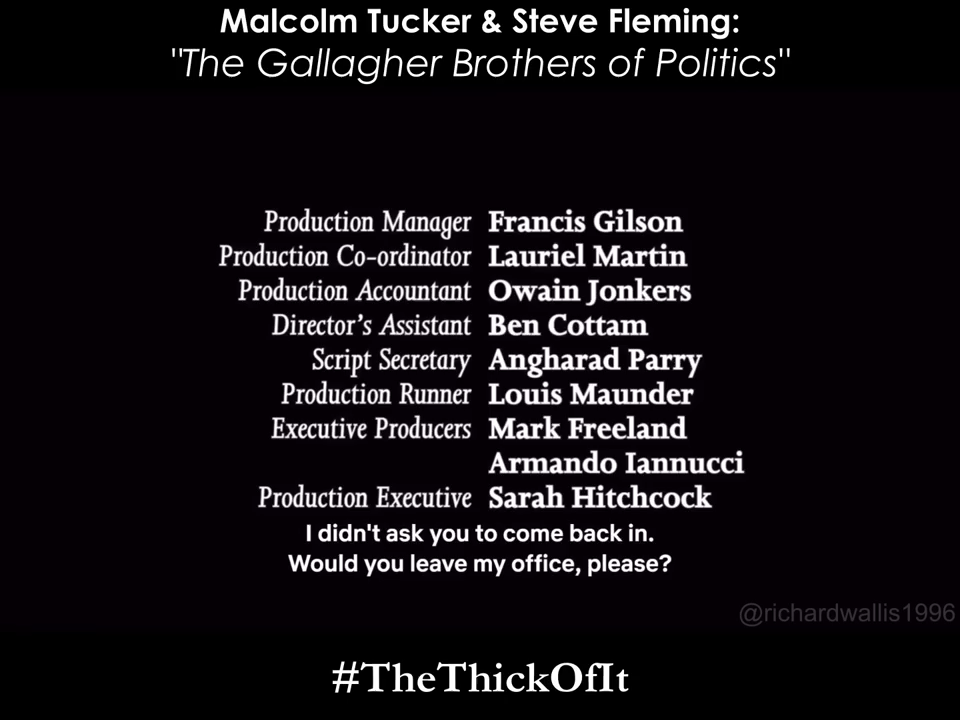 Malcolm Tucker & Steve Fleming:
"The Gallagher Brothers of Politics"
Production Manager Francis Gilson
Production Co-ordinator Lauriel Martin
Production Accountant Owain Jonkers
Director's Assistant Ben Cottam
Script Secretary Angharad Parry
Production Runner Louis Maunder
Executive Producers Mark Freeland
Armando Iannucci
Production Executive Sarah Hitchcock
I didn't ask you to come back in.
Would you leave my office, please?
@richardwallis1996
#TheThickOfIt